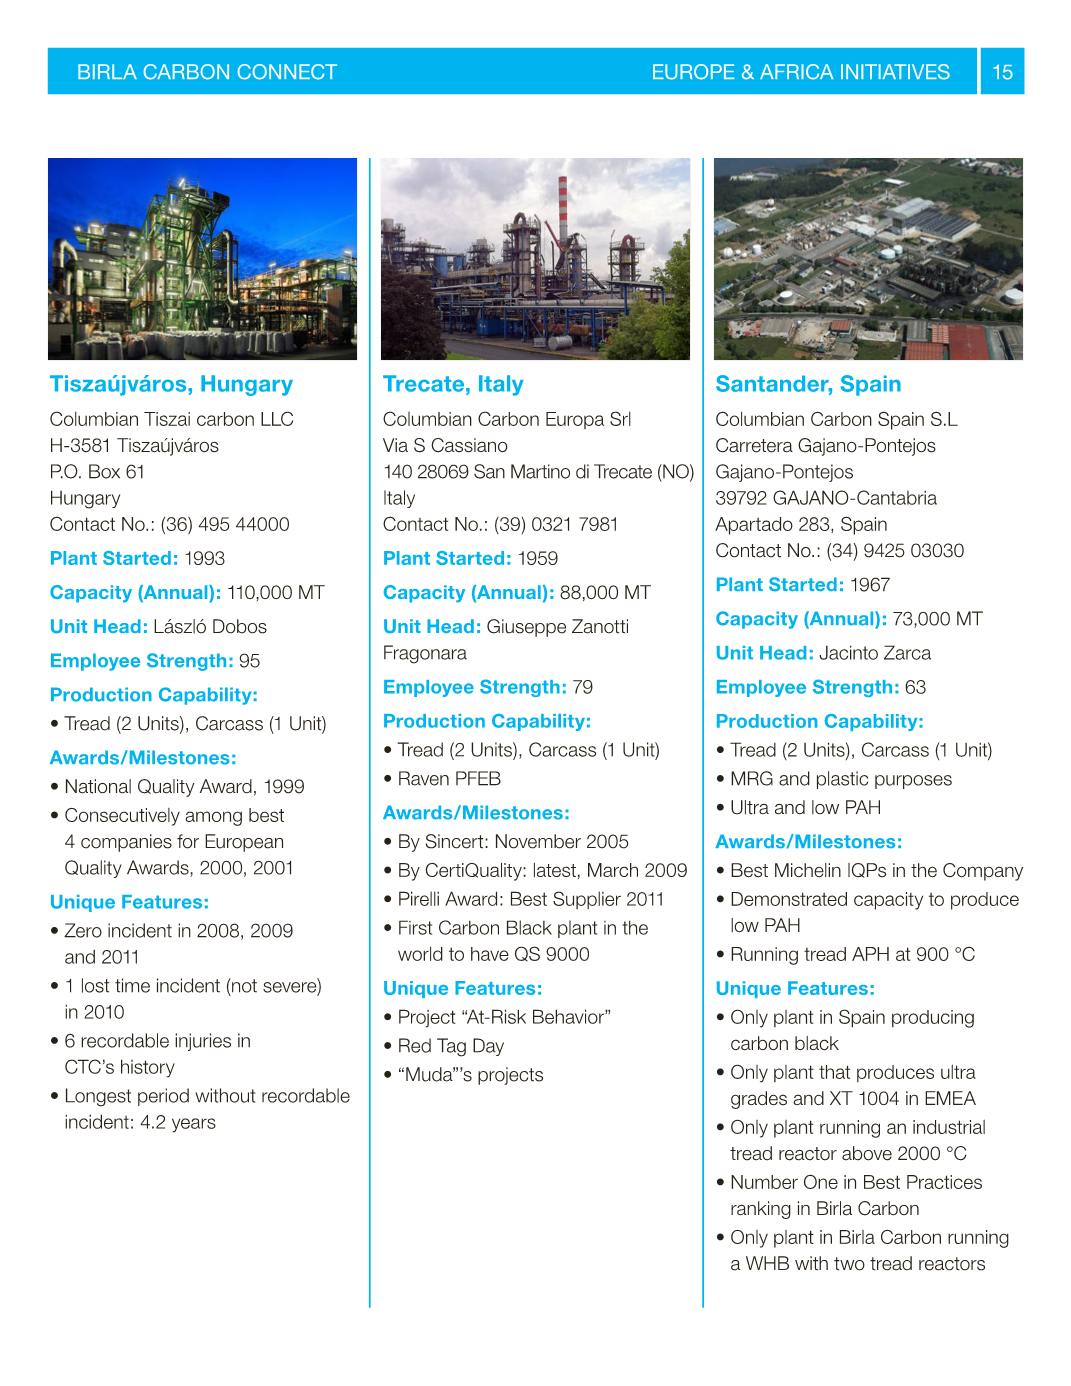 BIRLA CARBON CONNECT
EUROPE & AFRICA INITIATIVES
15
Tiszaújváros, Hungary
Columbian Tiszai carbon LLC
H-3581 Tiszaújváros
P.O. Box 61
Hungary
Contact No.: (36) 495 44000
Plant Started: 1993
Capacity (Annual): 110,000 MT
Unit Head: László Dobos
Employee Strength: 95
Production Capability:
• Tread (2 Units), Carcass (1 Unit)
Awards/Milestones:
• National Quality Award, 1999
• Consecutively among best
4 companies for European
Quality Awards, 2000, 2001
Unique Features:
• Zero incident in 2008, 2009
and 2011
• 1 lost time incident (not severe)
in 2010
• 6 recordable injuries in
CTC's history
• Longest period without recordable
incident: 4.2 years
Trecate, Italy
Columbian Carbon Europa Srl
Via S Cassiano
140 28069 San Martino di Trecate (NO)
Italy
Contact No.: (39) 0321 7981
Plant Started: 1959
Capacity (Annual): 88,000 MT
Unit Head: Giuseppe Zanotti
Fragonara
Employee Strength: 79
Production Capability:
• Tread (2 Units), Carcass (1 Unit)
• Raven PFEB
Awards/Milestones:
• By Sincert: November 2005
• By CertiQuality: latest, March 2009
• Pirelli Award: Best Supplier 2011
• First Carbon Black plant in the
world to have QS 9000
Unique Features:
• Project “At-Risk Behavior”
• Red Tag Day
• “Muda”’s projects
Santander, Spain
Columbian Carbon Spain S.L
Carretera Gajano-Pontejos
Gajano-Pontejos
39792 GAJANO-Cantabria
Apartado 283, Spain
Contact No.: (34) 9425 03030
Plant Started: 1967
Capacity (Annual): 73,000 MT
Unit Head: Jacinto Zarca
Employee Strength: 63
Production Capability:
• Tread (2 Units), Carcass (1 Unit)
• MRG and plastic purposes
• Ultra and low PAH
Awards/Milestones:
• Best Michelin IQPs in the Company
• Demonstrated capacity to produce
low PAH
• Running tread APH at 900 °C
Unique Features:
• Only plant in Spain producing
carbon black
• Only plant that produces ultra
grades and XT 1004 in EMEA
• Only plant running an industrial
tread reactor above 2000 °C
• Number One in Best Practices
ranking in Birla Carbon
• Only plant in Birla Carbon running
a WHB with two tread reactors